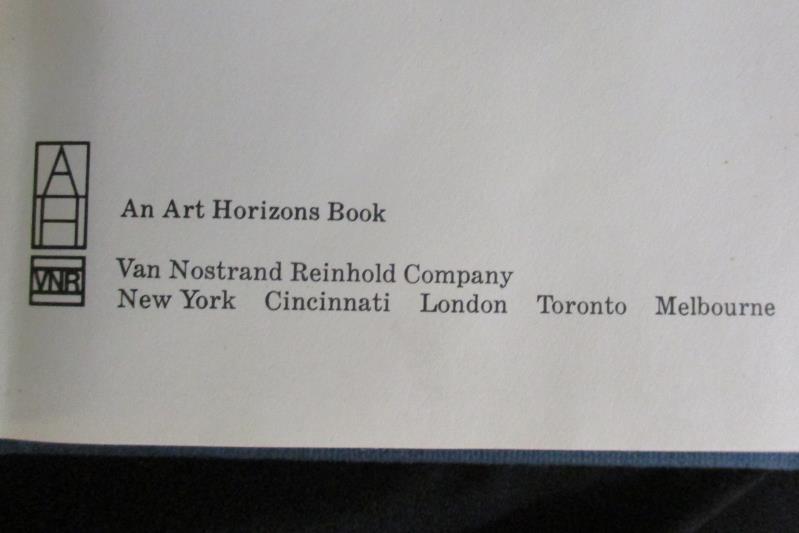 AH
An Art Horizons Book
VNR
Van Nostrand Reinhold Company
New York Cincinnati London Toronto Melbourne